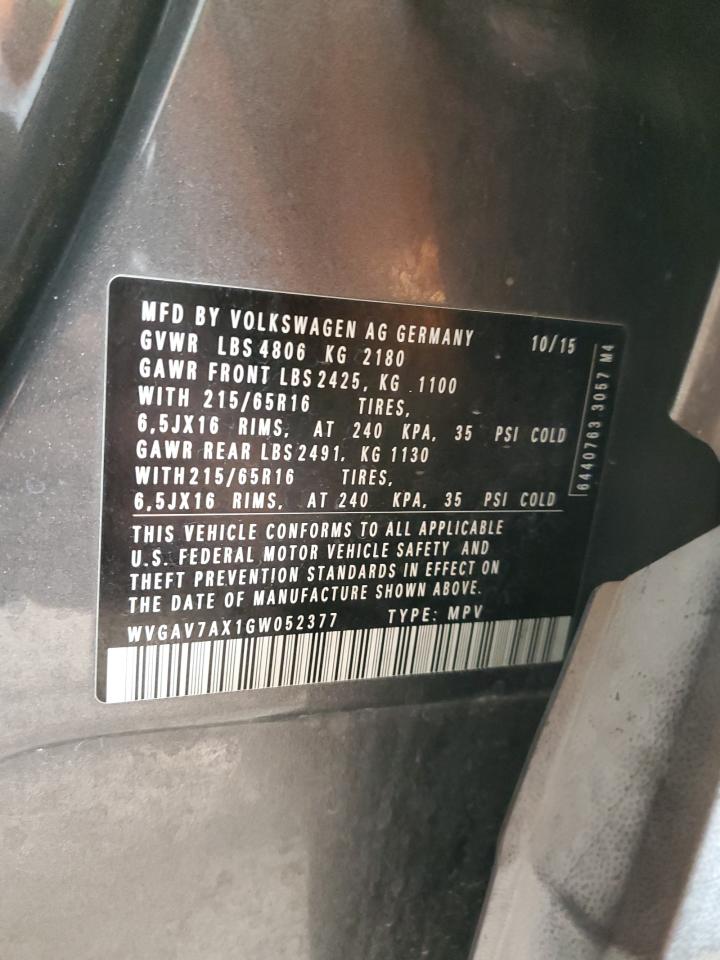 MFD BY VOLKSWAGEN AG GERMANY 10/15
GVWR LBS 4806 KG 2180
GAWR FRONT LBS 2425, KG 1100
WITH 215/65R16 TIRES,
6,5JX16 RIMS, AT 240 KPA, 35 PSI COLD
GAWR REAR LBS 2491, KG 1130
WITH 215/65R16 TIRES,
6,5JX16 RIMS, AT 240 KPA, 35 PSI COLD
THIS VEHICLE CONFORMS TO ALL APPLICABLE
U.S. FEDERAL MOTOR VEHICLE SAFETY AND
THEFT PREVENTION STANDARDS IN EFFECT ON
THE DATE OF MANUFACTURE SHOWN ABOVE.
WVGAV7AX1GW052377 TYPE: MPV
6440763 3057 M4